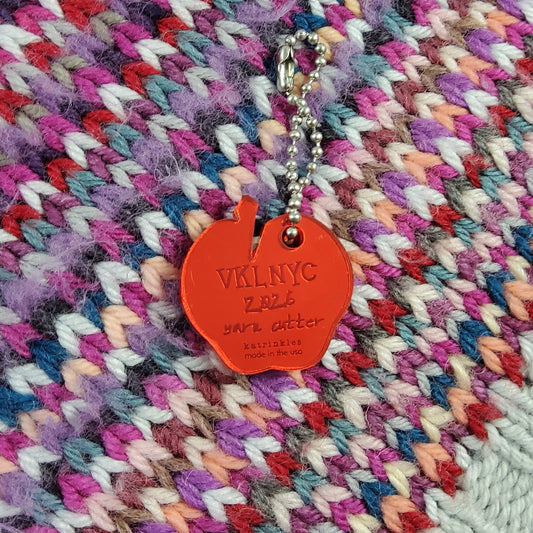 VKLNYC
2026
yarn cutter
katrinkles
made in the usa